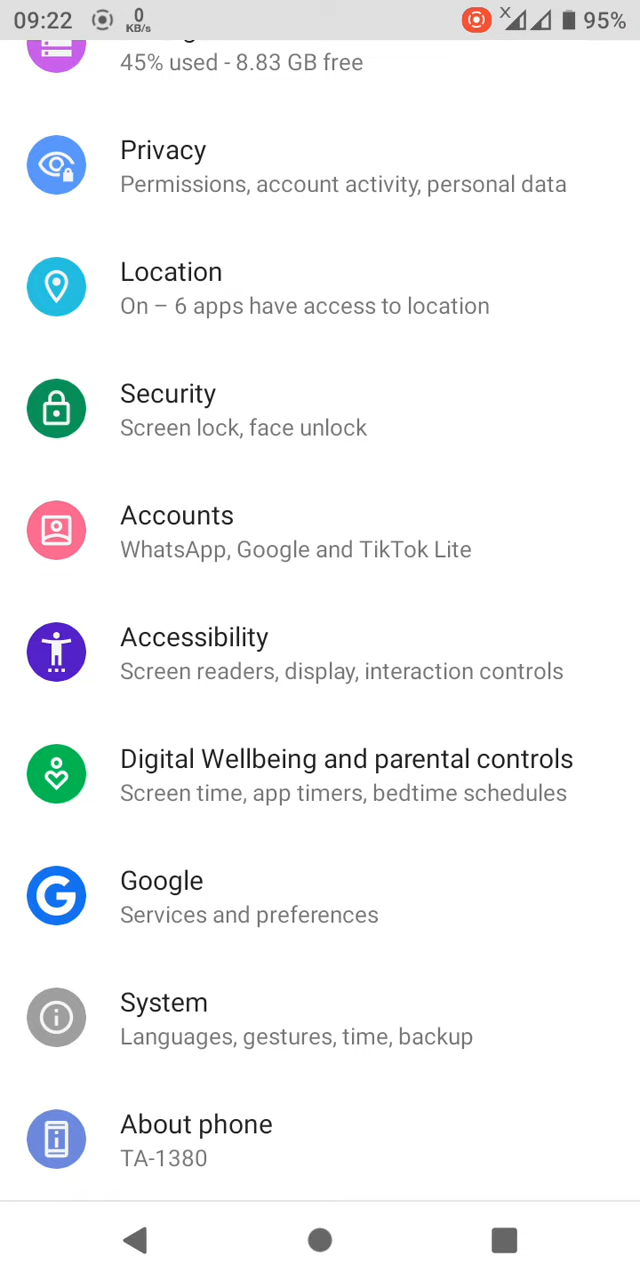 09:22 0 KB/s X 95%
45% used - 8.83 GB free
Privacy
Permissions, account activity, personal data
Location
On – 6 apps have access to location
Security
Screen lock, face unlock
Accounts
WhatsApp, Google and TikTok Lite
Accessibility
Screen readers, display, interaction controls
Digital Wellbeing and parental controls
Screen time, app timers, bedtime schedules
Google
Services and preferences
System
Languages, gestures, time, backup
About phone
TA-1380